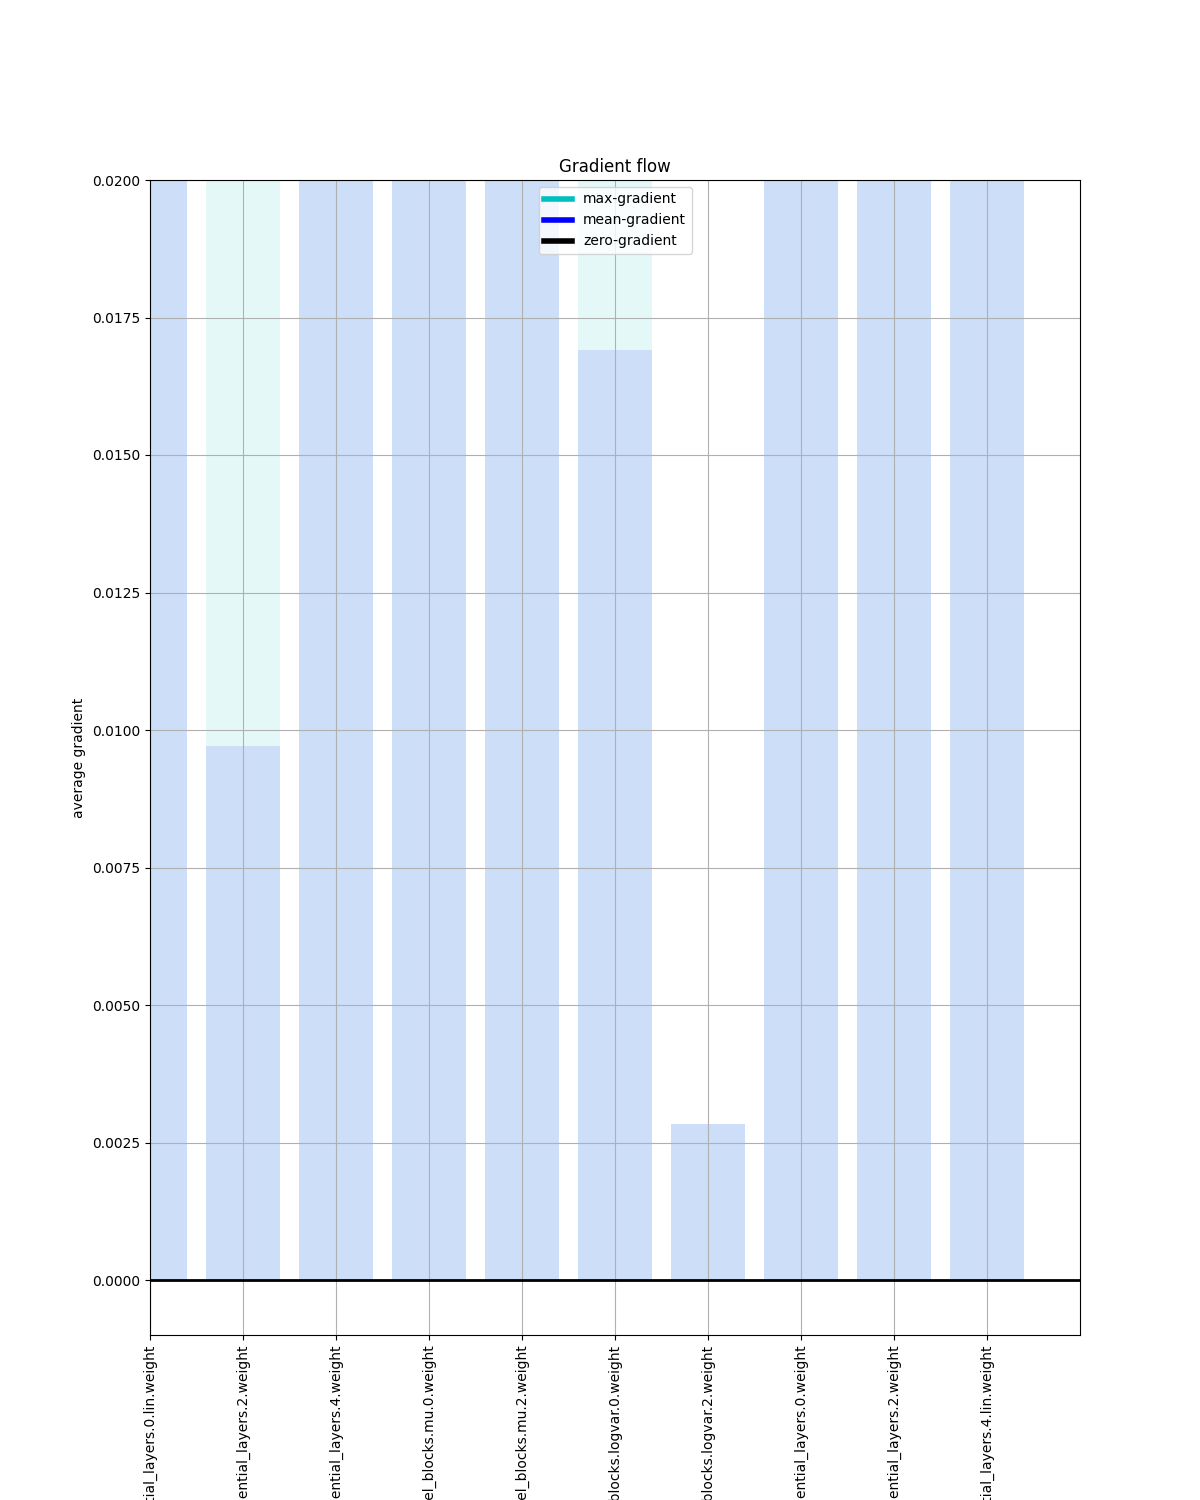 Gradient flow
max-gradient
mean-gradient
zero-gradient
0.0200
0.0175
0.0150
0.0125
0.0100
0.0075
0.0050
0.0025
0.0000
average gradient
tial_layers.0.lin.weight
ential_layers.2.weight
ential_layers.4.weight
el_blocks.mu.0.weight
el_blocks.mu.2.weight
blocks.logvar.0.weight
blocks.logvar.2.weight
ential_layers.0.weight
ential_layers.2.weight
tial_layers.4.lin.weight